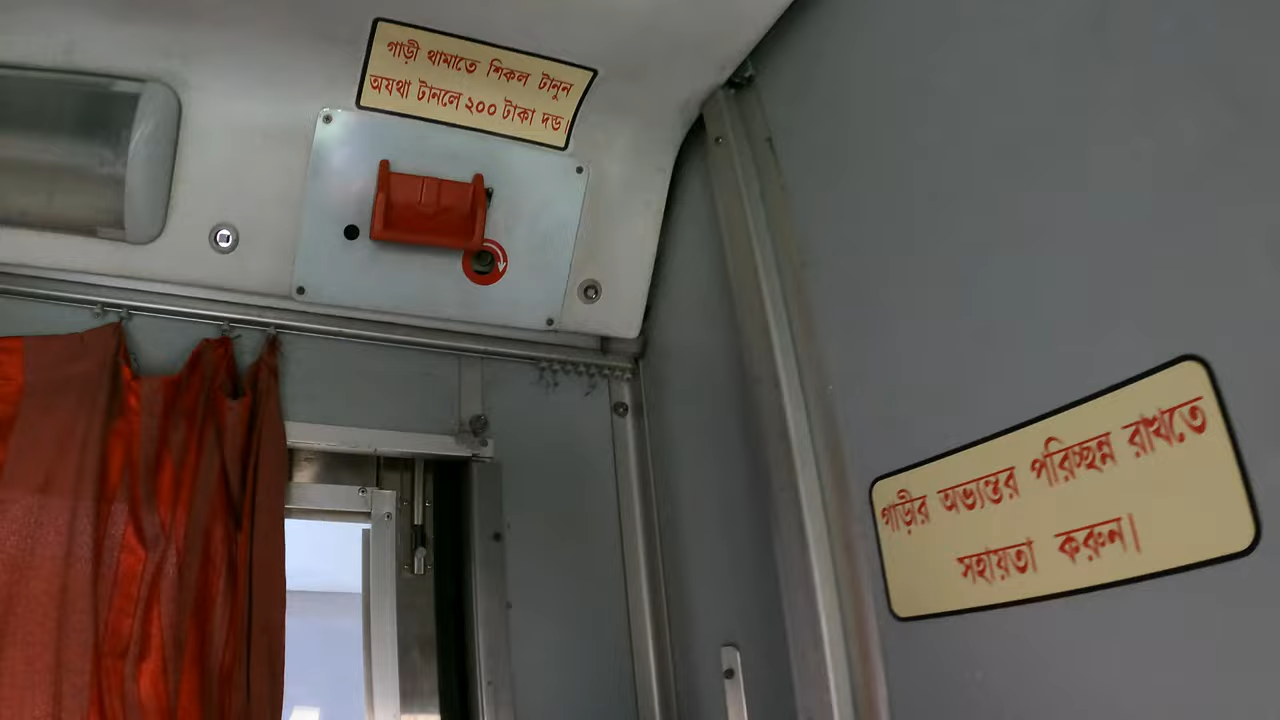 গাড়ী থামাতে শিকল টানুন
অযথা টানলে ২০০ টাকা দন্ড।
গাড়ীর অভ্যন্তর পরিচ্ছন্ন রাখতে
সহায়তা করুন।